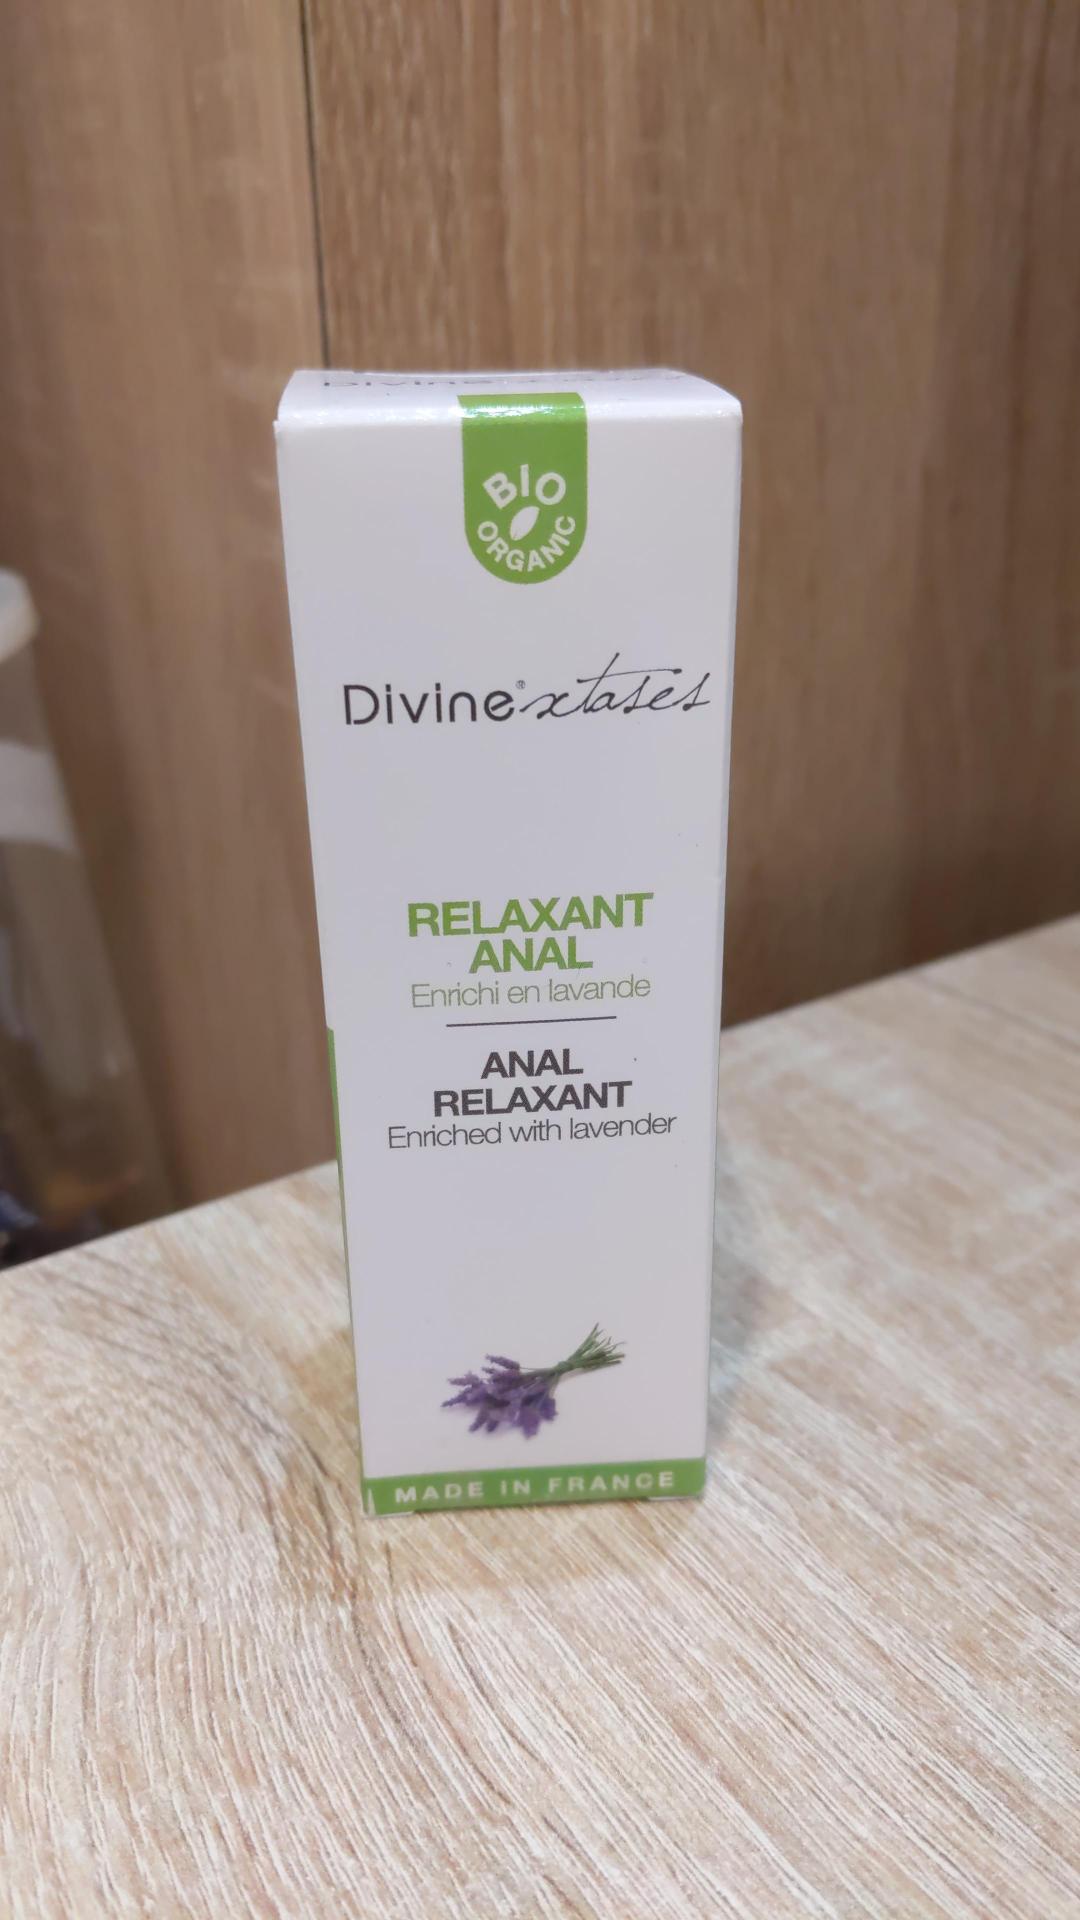 BIO
ORGANIC
Divine® xtases
RELAXANT
ANAL
Enrichi en lavande
ANAL
RELAXANT
Enriched with lavender
MADE IN FRANCE